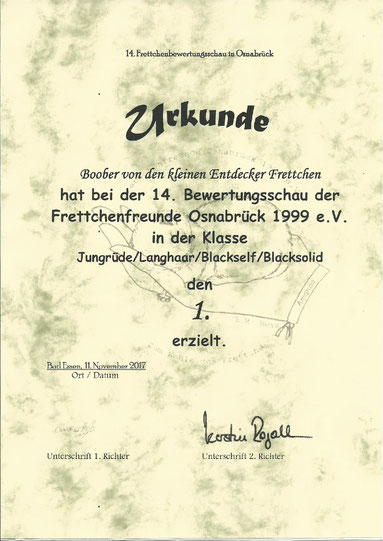 14. Frettchenbewertungsschau in Osnabrück
Urkunde
Boober von den kleinen Entdecker Frettchen
hat bei der 14. Bewertungsschau der
Frettchenfreunde Osnabrück 1999 e.V.
in der Klasse
Jungrüde/Langhaar/Blackself/Blacksolid
den
1.
erzielt.
Bad Essen, 11. November 2017
Ort / Datum
Unterschrift 1. Richter
Unterschrift 2. Richter